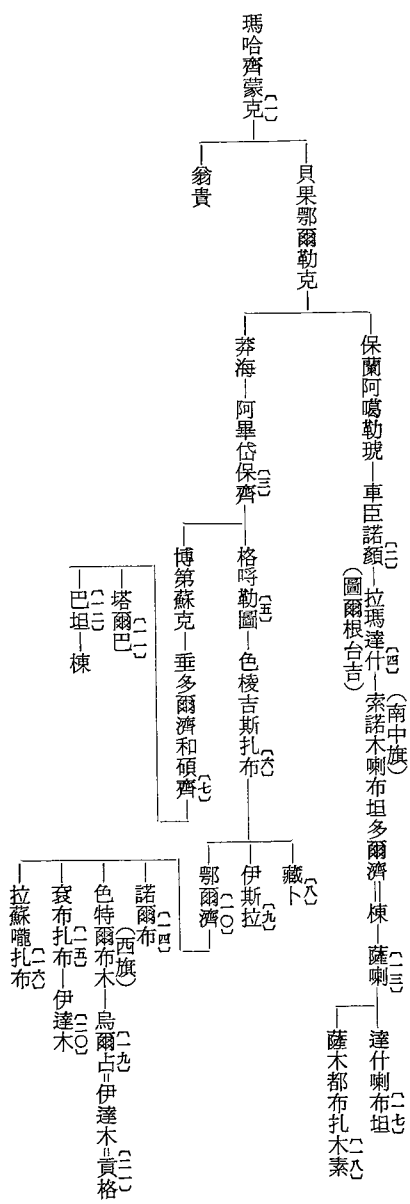 瑪哈齊蒙克〔一〕
貝果鄂爾勒克
翁貴
保蘭阿噶勒琥
車臣諾顏〔二〕
拉瑪達什〔四〕
(圖爾根台吉)
索諾木喇布坦多爾濟
(南中旗)
棟
薩喇〔一三〕
達什喇布坦〔一七〕
薩木都布扎木素〔一八〕
莽海
阿畢岱保齊〔三〕
格哷勒圖〔五〕
色棱吉斯扎布〔六〕
藏卜〔八〕
伊斯拉〔九〕
鄂爾濟〔一〇〕
諾爾布〔一四〕
色特爾布木
(西旗)
烏爾占〔一九〕
伊達木
貢格〔二一〕
袞布扎布〔一五〕
伊達木〔二〇〕
拉蘇嚨扎布〔一六〕
博第蘇克
垂多爾濟和碩齊〔七〕
塔爾巴〔一一〕
巴坦〔一二〕
棟